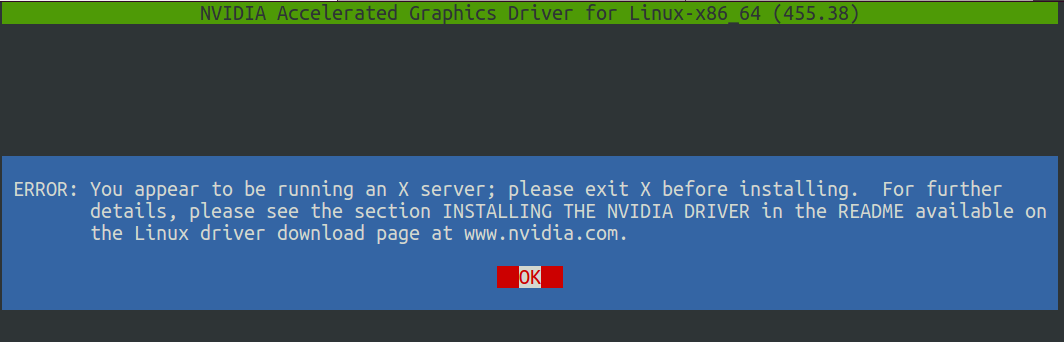 NVIDIA Accelerated Graphics Driver for Linux-x86_64 (455.38)
ERROR: You appear to be running an X server; please exit X before installing.  For further
details, please see the section INSTALLING THE NVIDIA DRIVER in the README available on
the Linux driver download page at www.nvidia.com.
OK